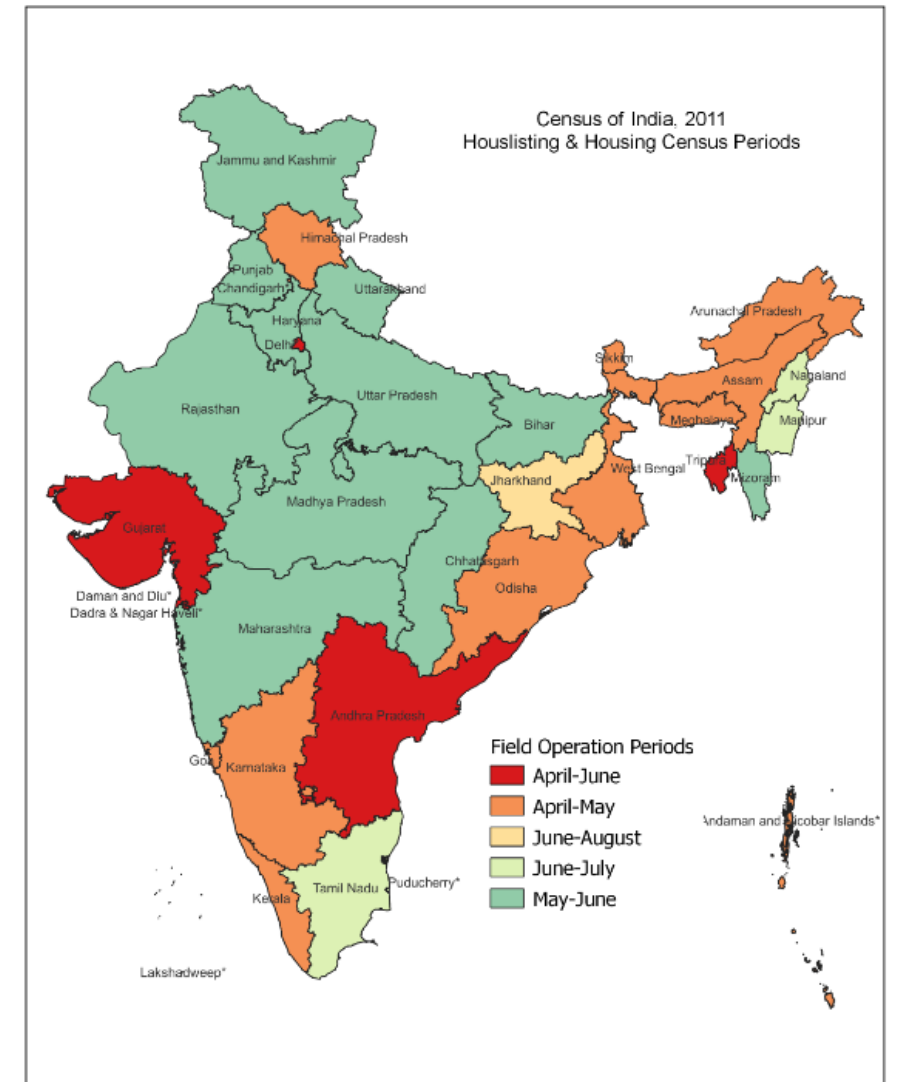 Census of India, 2011
Houslisting & Housing Census Periods
Jammu and Kashmir
Himachal Pradesh
Punjab
Chandigarh*
Uttarakhand
Haryana
Delhi
Arunachal Pradesh
Sikkim
Assam
Nagaland
Rajasthan
Uttar Pradesh
Bihar
Meghalaya
Manipur
Tripura
Mizoram
West Bengal
Jharkhand
Madhya Pradesh
Gujarat
Chhatisgarh
Odisha
Daman and Diu*
Dadra & Nagar Haveli*
Maharashtra
Andhra Pradesh
Goa
Karnataka
Field Operation Periods
April-June
April-May
June-August
June-July
May-June
Andaman and Nicobar Islands*
Puducherry*
Tamil Nadu
Kerala
Lakshadweep*